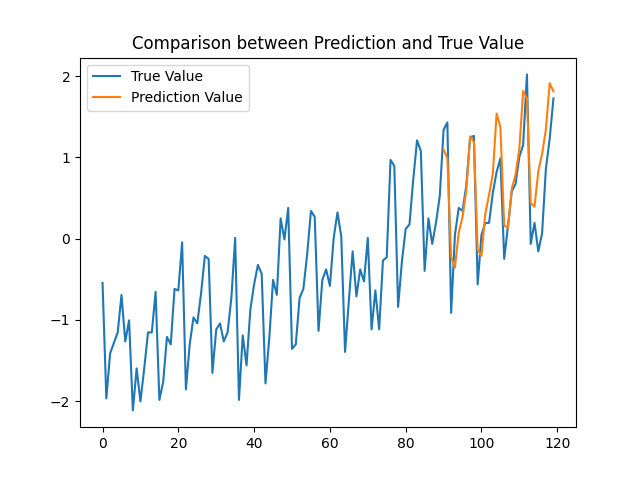 Comparison between Prediction and True Value
True Value
Prediction Value
2
1
0
−1
−2
0 20 40 60 80 100 120